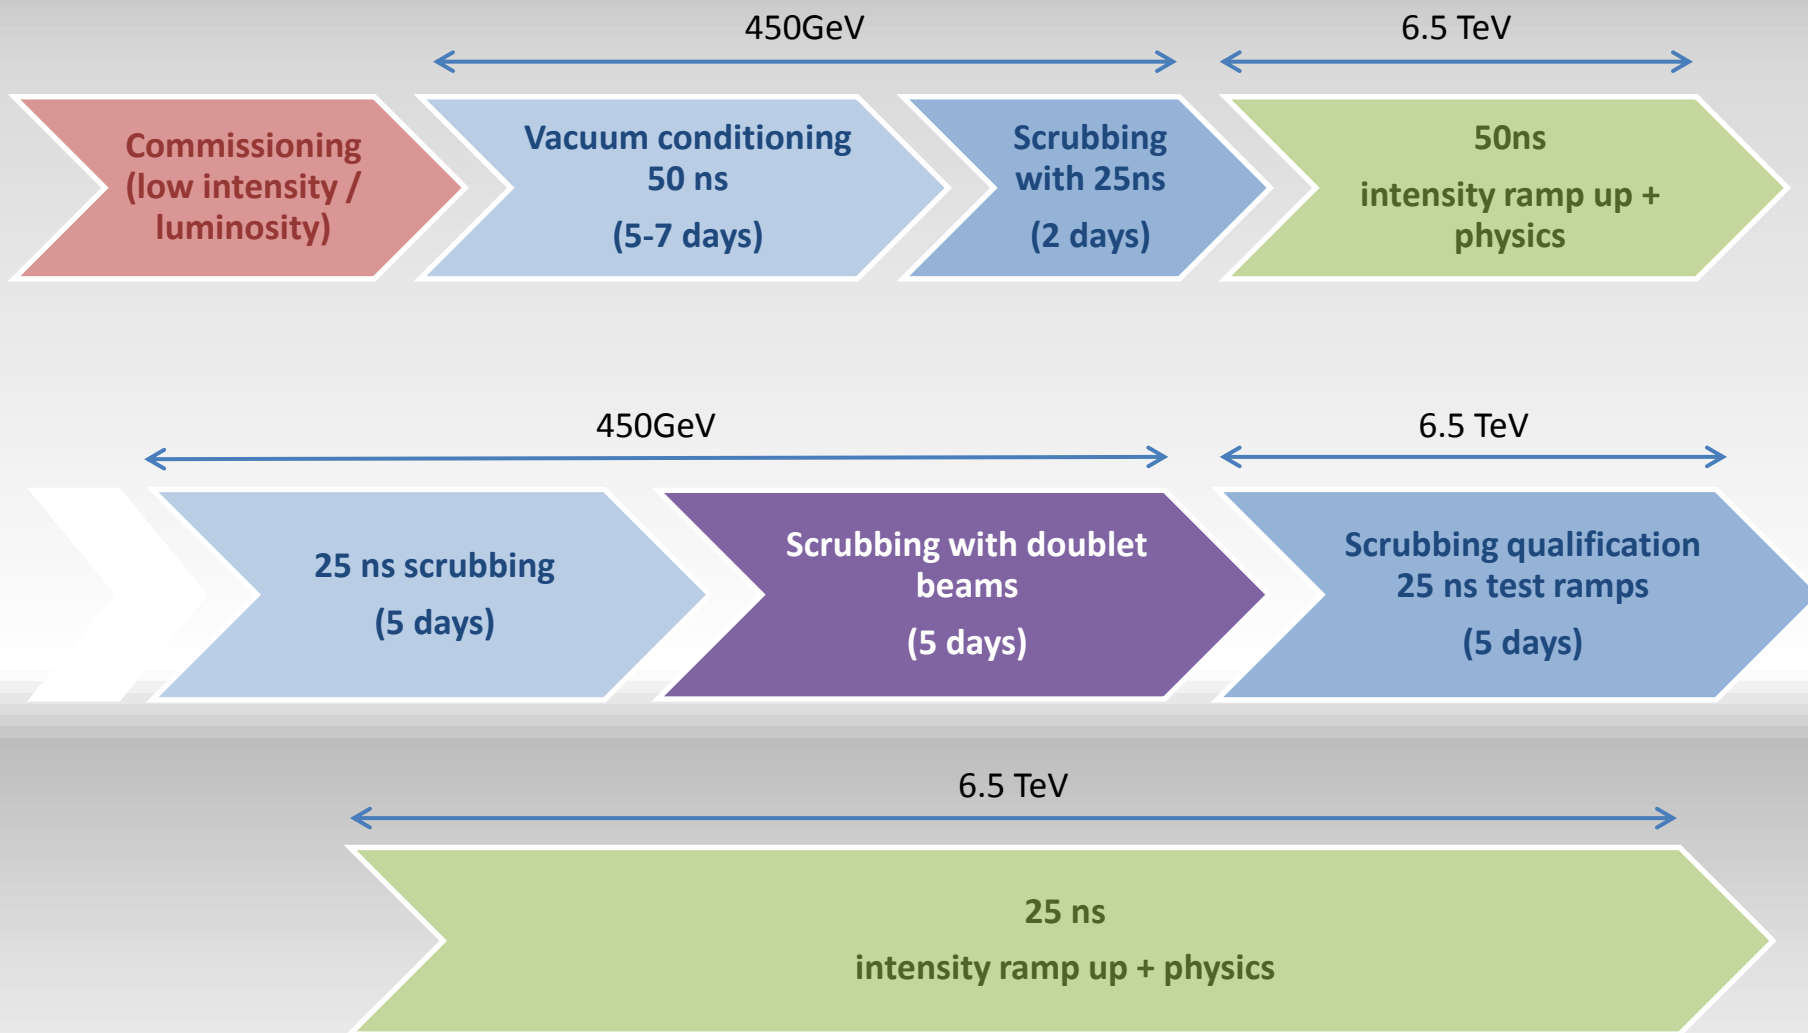 450GeV
6.5 TeV
Commissioning
(low intensity /
luminosity)
Vacuum conditioning
50 ns
(5-7 days)
Scrubbing
with 25ns
(2 days)
50ns
intensity ramp up +
physics
450GeV
6.5 TeV
25 ns scrubbing
(5 days)
Scrubbing with doublet
beams
(5 days)
Scrubbing qualification
25 ns test ramps
(5 days)
6.5 TeV
25 ns
intensity ramp up + physics